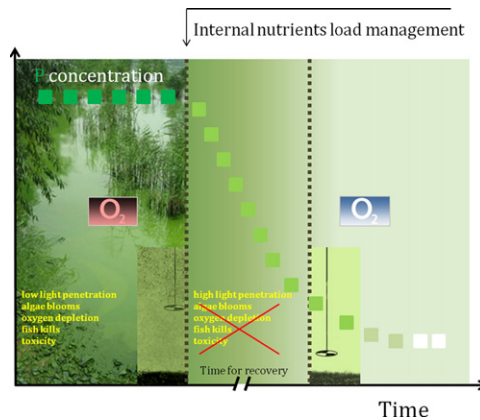 Internal nutrients load management
P concentration
O2
O2
low light penetration
algae blooms
oxygen depletion
fish kills
toxicity
high light penetration
algae blooms
oxygen depletion
fish kills
toxicity
Time for recovery
//
Time